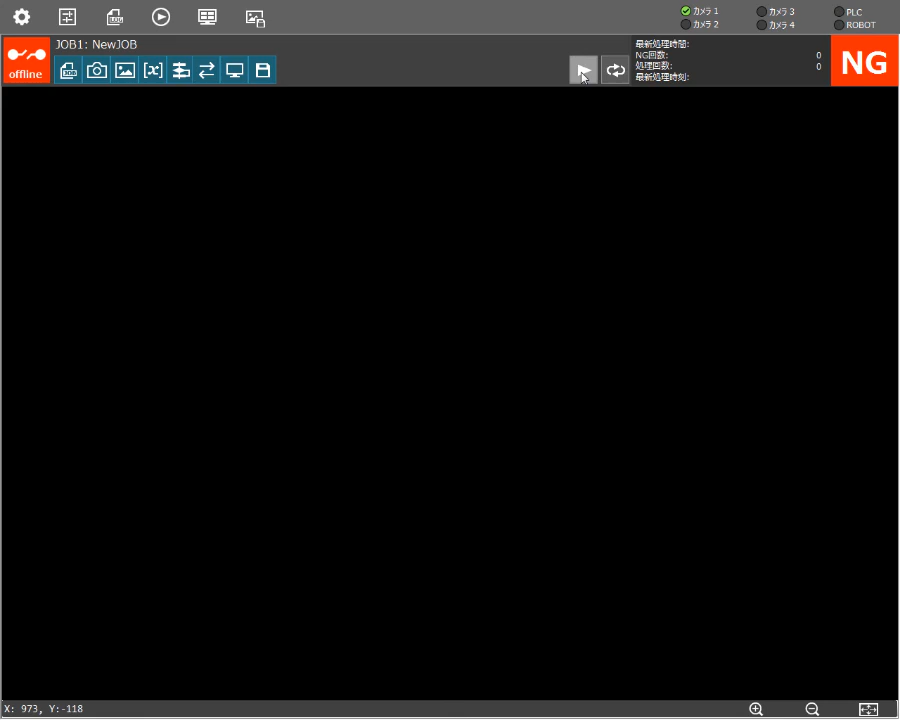 LOG
カメラ 1
カメラ 3
PLC
カメラ 2
カメラ 4
ROBOT
offline
JOB1: NewJOB
JOB
[x]
最新処理時間:
NG回数: 0
処理回数: 0
最新処理時刻:
NG
X: 973, Y:-118